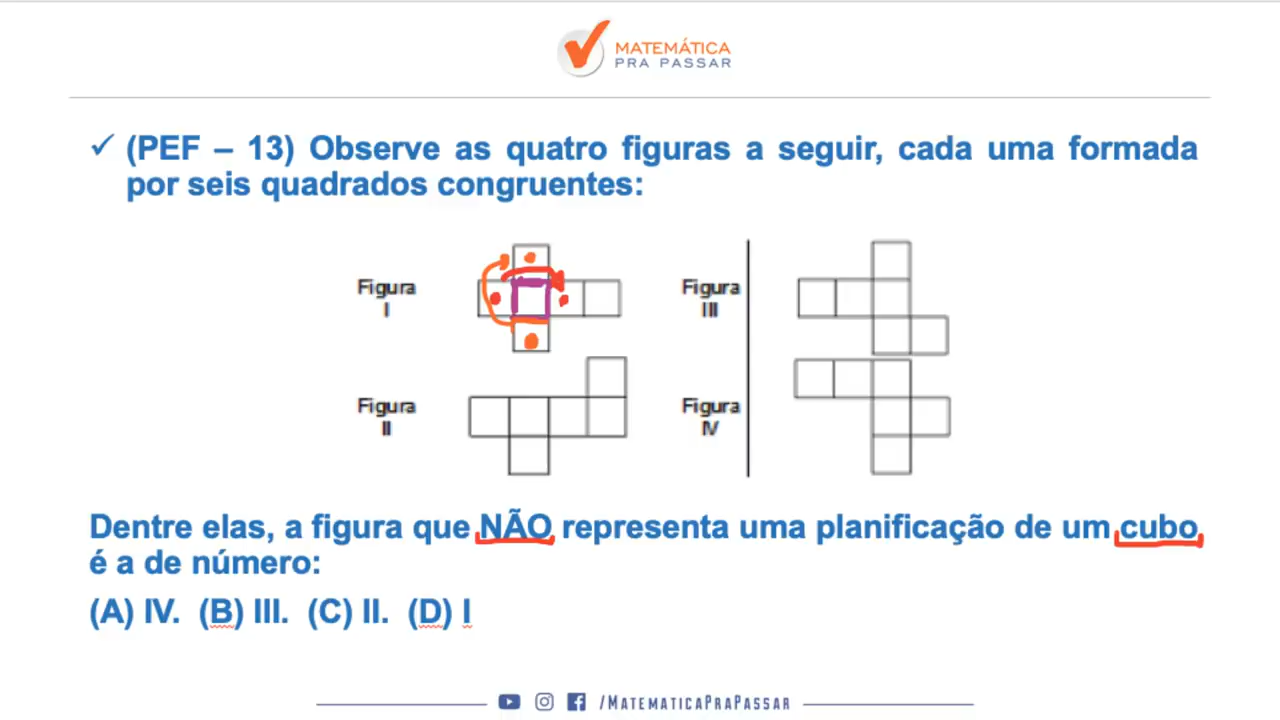 MATEMÁTICA
PRA PASSAR
✓ (PEF – 13) Observe as quatro figuras a seguir, cada uma formada
por seis quadrados congruentes:
Figura
I
Figura
III
Figura
II
Figura
IV
Dentre elas, a figura que NÃO representa uma planificação de um cubo
é a de número:
(A) IV. (B) III. (C) II. (D) I
/MATEMATICAPRAPASSAR